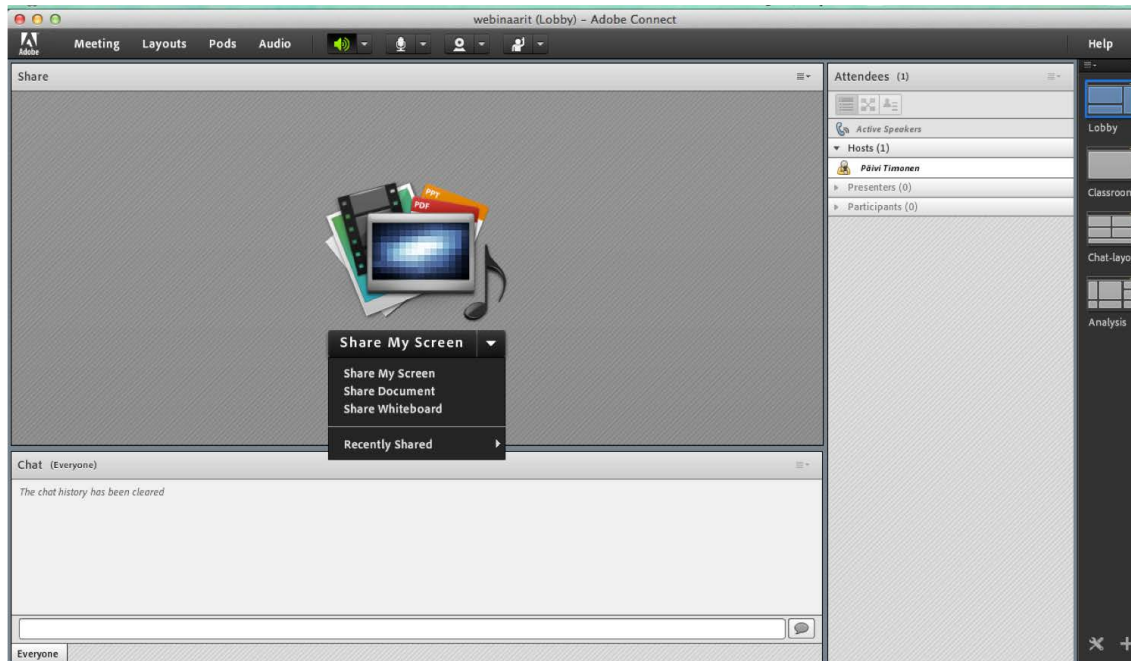 webinaarit (Lobby) – Adobe Connect
Adobe
Meeting Layouts Pods Audio Help
Share
Attendees (1)
Active Speakers
Hosts (1)
Päivi Timonen
Presenters (0)
Participants (0)
Lobby
Classroon
Chat-layo
Analysis
PPT
PDF
Share My Screen
Share My Screen
Share Document
Share Whiteboard
Recently Shared
Chat (Everyone)
The chat history has been cleared
Everyone